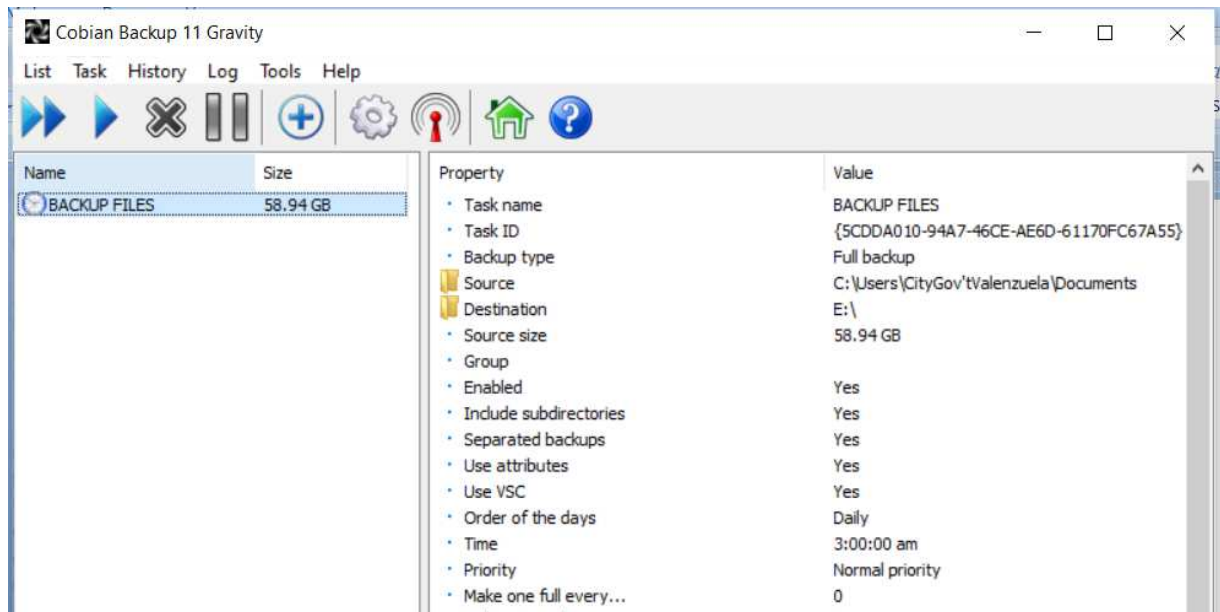 Cobian Backup 11 Gravity
List Task History Log Tools Help
Name Size Property Value
BACKUP FILES 58.94 GB Task name BACKUP FILES
Task ID {5CDDA010-94A7-46CE-AE6D-61170FC67A55}
Backup type Full backup
Source C:\Users\CityGov'tValenzuela\Documents
Destination E:\
Source size 58.94 GB
Group
Enabled Yes
Include subdirectories Yes
Separated backups Yes
Use attributes Yes
Use VSC Yes
Order of the days Daily
Time 3:00:00 am
Priority Normal priority
Make one full every... 0